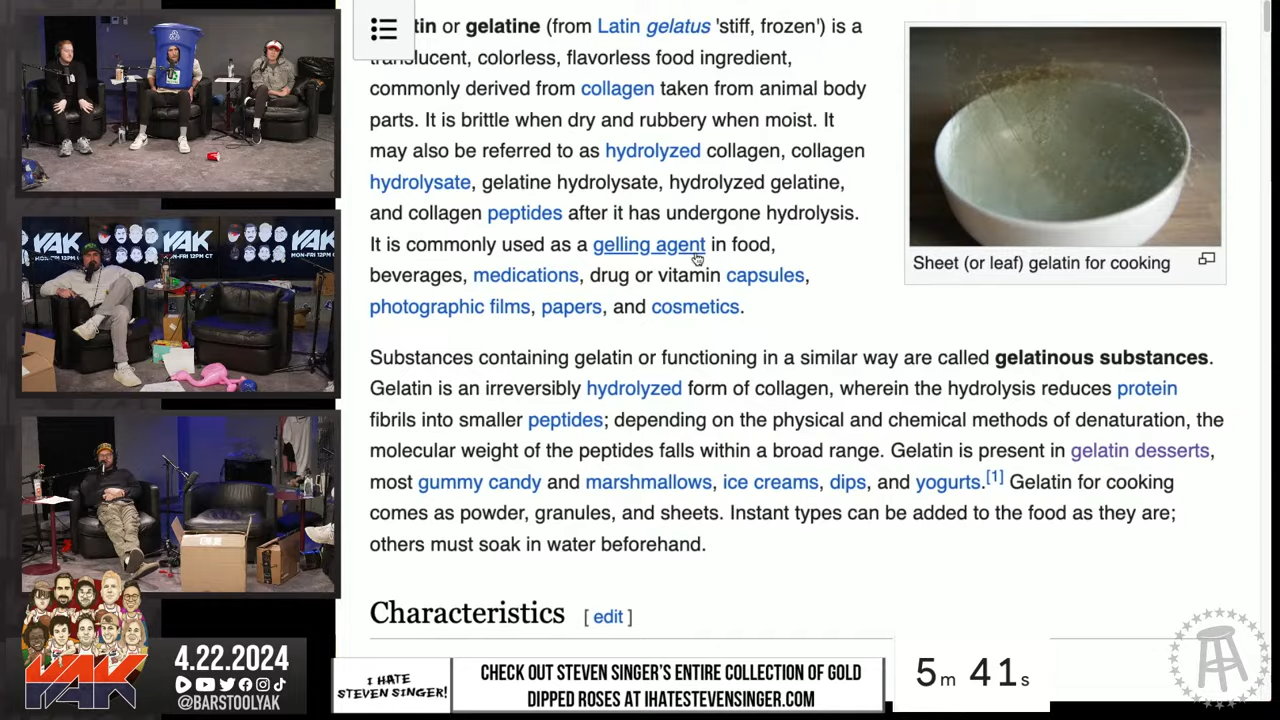 tin or gelatine (from Latin gelatus 'stiff, frozen') is a
translucent, colorless, flavorless food ingredient,
commonly derived from collagen taken from animal body
parts. It is brittle when dry and rubbery when moist. It
may also be referred to as hydrolyzed collagen, collagen
hydrolysate, gelatine hydrolysate, hydrolyzed gelatine,
and collagen peptides after it has undergone hydrolysis.
It is commonly used as a gelling agent in food,
beverages, medications, drug or vitamin capsules,
photographic films, papers, and cosmetics.
Sheet (or leaf) gelatin for cooking
Substances containing gelatin or functioning in a similar way are called gelatinous substances.
Gelatin is an irreversibly hydrolyzed form of collagen, wherein the hydrolysis reduces protein
fibrils into smaller peptides; depending on the physical and chemical methods of denaturation, the
molecular weight of the peptides falls within a broad range. Gelatin is present in gelatin desserts,
most gummy candy and marshmallows, ice creams, dips, and yogurts.[1] Gelatin for cooking
comes as powder, granules, and sheets. Instant types can be added to the food as they are;
others must soak in water beforehand.
Characteristics [ edit ]
YAK YAK YAK
MON-FRI 12PM CT
MON-FRI 12PM CT
YAK
4.22.2024
@BARSTOOLYAK
I HATE
STEVEN SINGER!
CHECK OUT STEVEN SINGER'S ENTIRE COLLECTION OF GOLD
DIPPED ROSES AT IHATESTEVENSINGER.COM
5m 41s